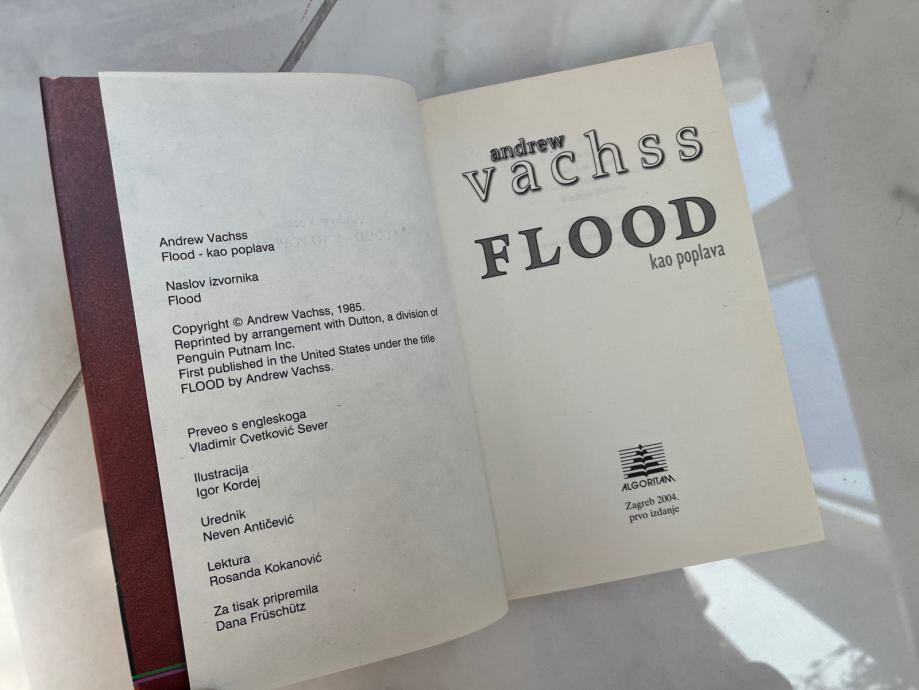 Andrew Vachss
Flood - kao poplava
Naslov izvornika
Flood
Copyright © Andrew Vachss, 1985.
Reprinted by arrangement with Dutton, a division of
Penguin Putnam Inc.
First published in the United States under the title
FLOOD by Andrew Vachss.
Preveo s engleskoga
Vladimir Cvetković Sever
Ilustracija
Igor Kordej
Urednik
Neven Antičević
Lektura
Rosanda Kokanović
Za tisak pripremila
Dana Früschütz
andrew
vachss
FLOOD
kao poplava
ALGORITAM
Zagreb 2004.
prvo izdanje